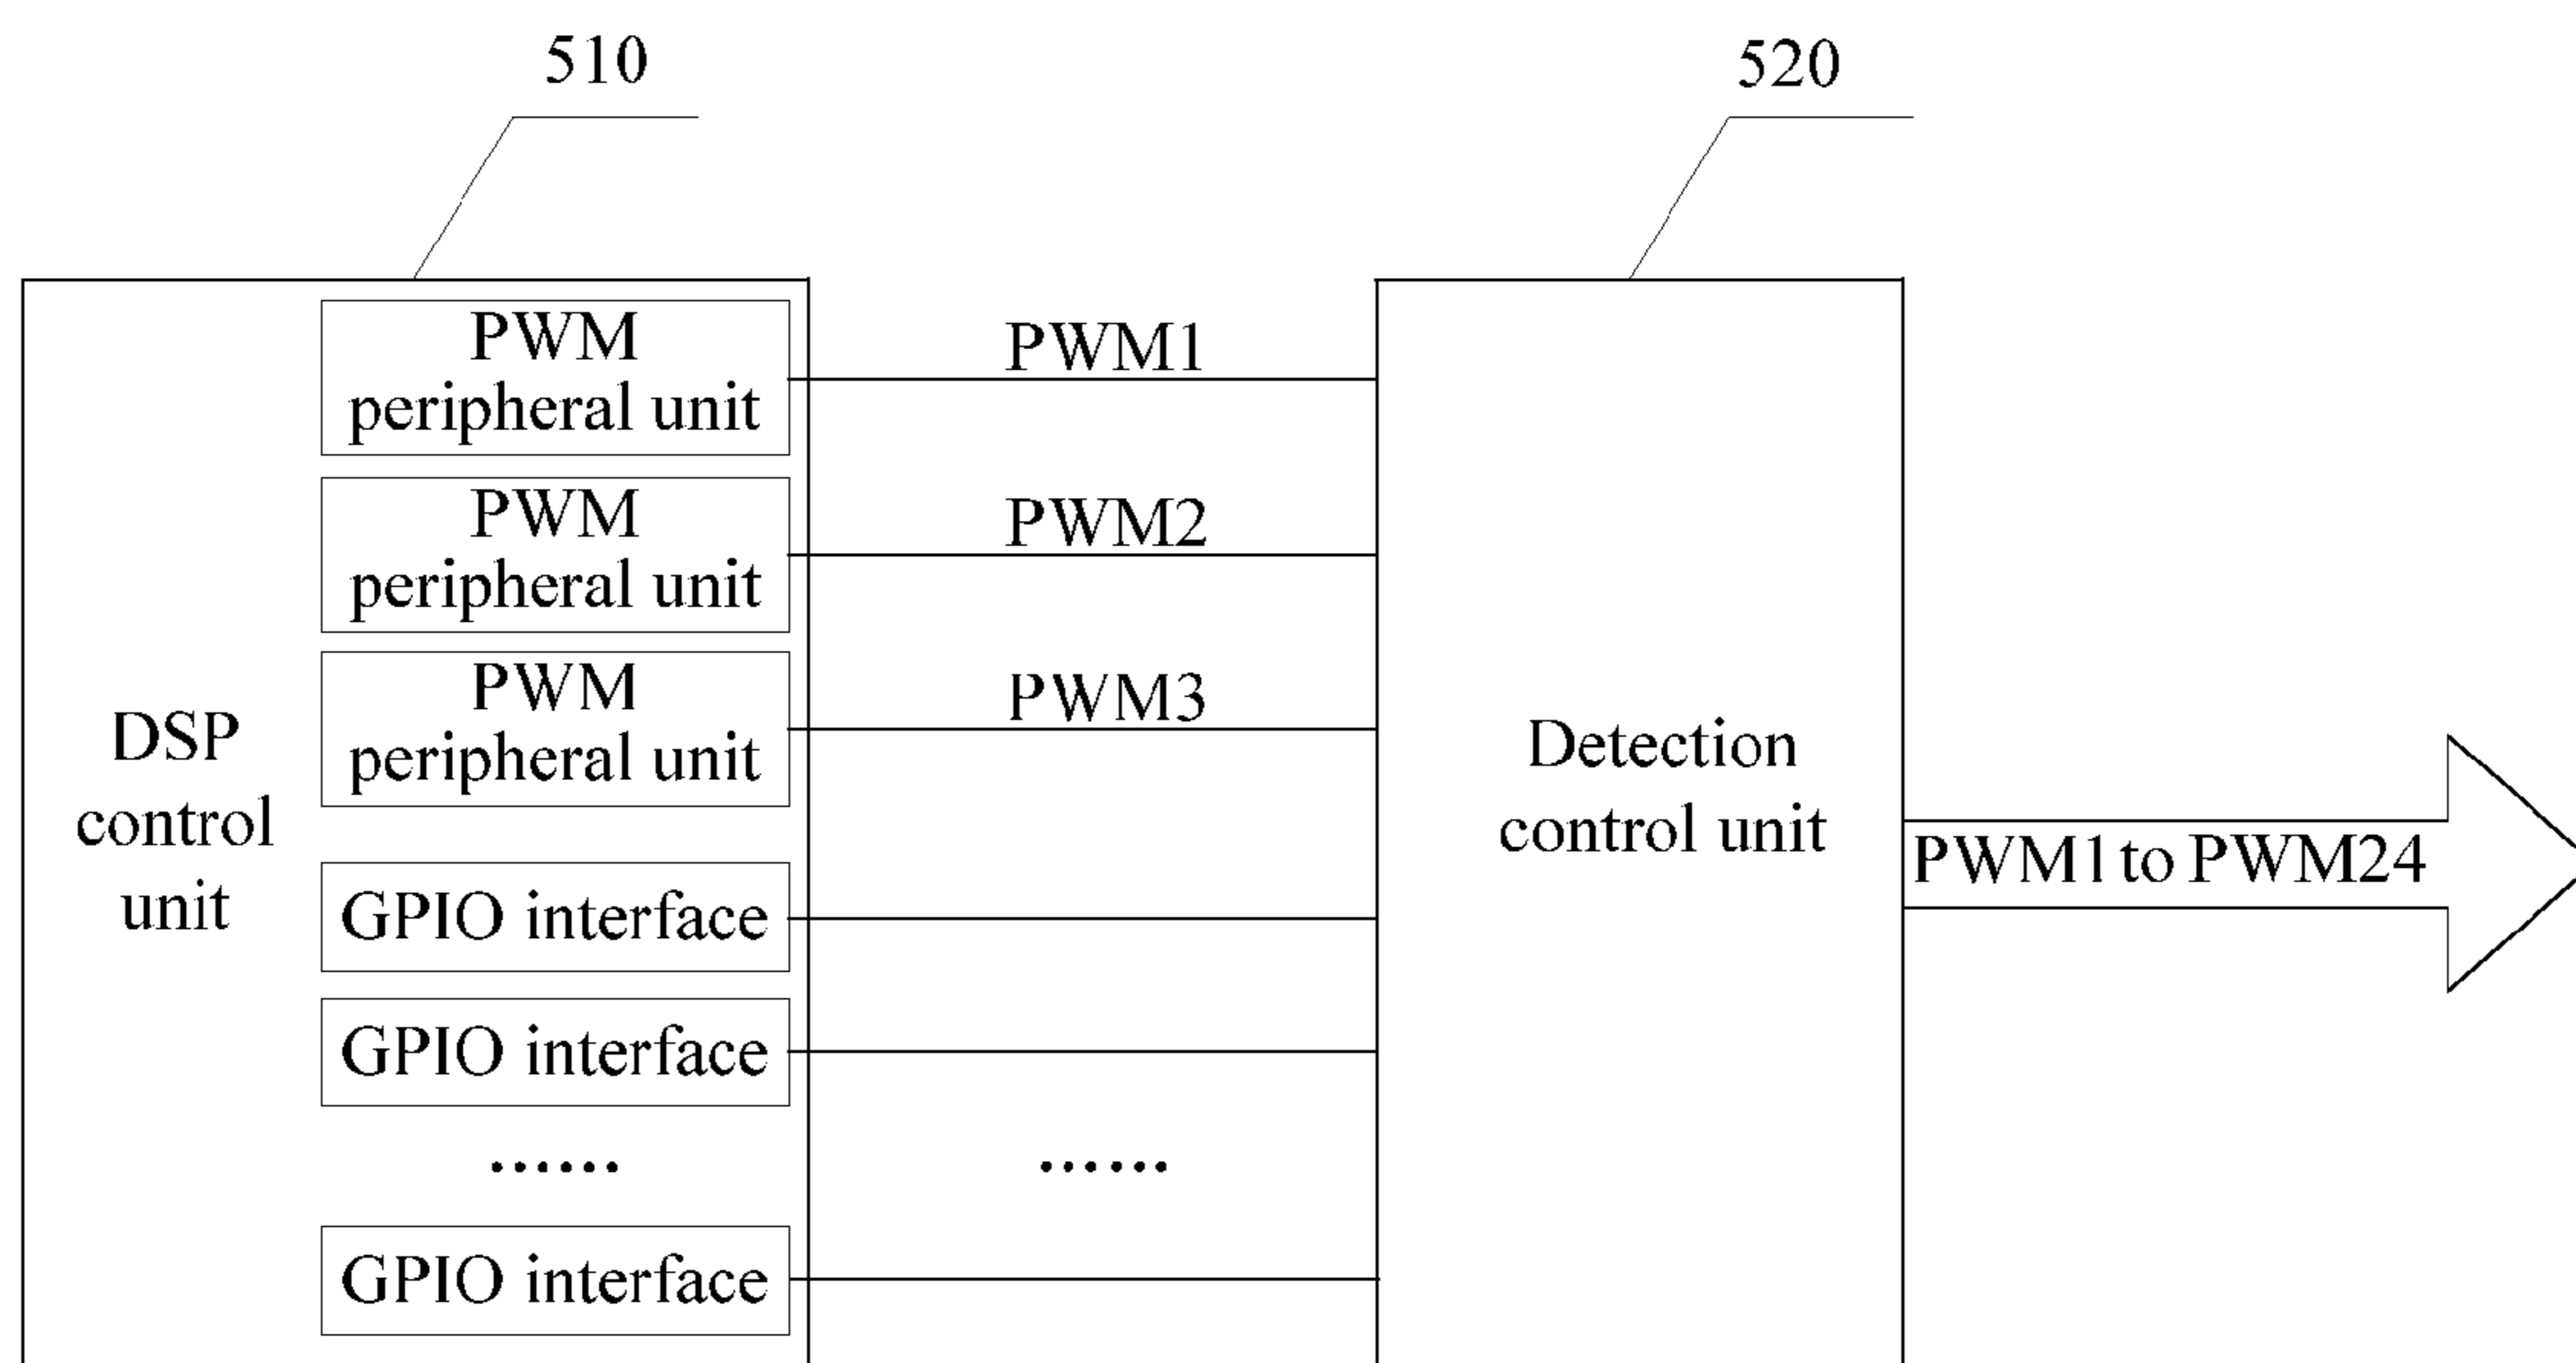 510
520
PWM
peripheral unit
PWM1
PWM
peripheral unit
PWM2
PWM
peripheral unit
PWM3
DSP
control
unit
GPIO interface
GPIO interface
......
......
GPIO interface
Detection
control unit
PWM1 to PWM24